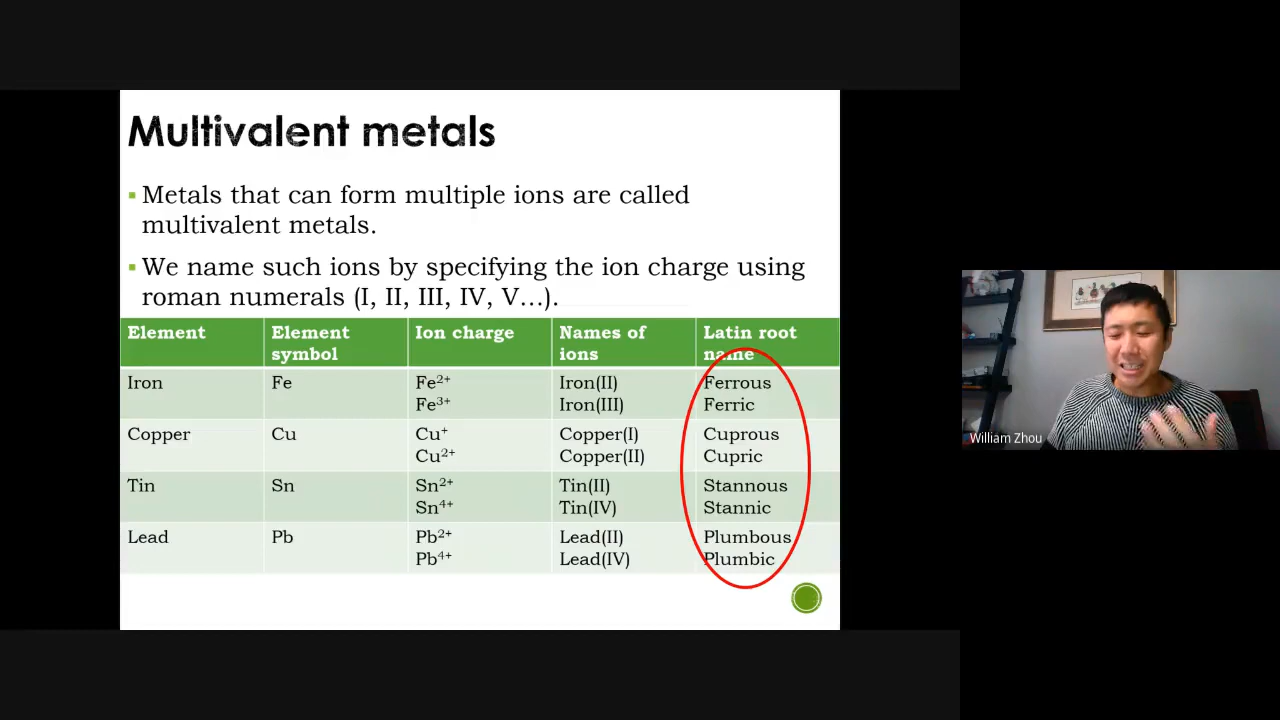 Multivalent metals
▪ Metals that can form multiple ions are called
multivalent metals.
▪ We name such ions by specifying the ion charge using
roman numerals (I, II, III, IV, V…).
Element Element symbol Ion charge Names of ions Latin root name
Iron Fe Fe²⁺ Iron(II) Ferrous
Fe³⁺ Iron(III) Ferric
Copper Cu Cu⁺ Copper(I) Cuprous
Cu²⁺ Copper(II) Cupric
Tin Sn Sn²⁺ Tin(II) Stannous
Sn⁴⁺ Tin(IV) Stannic
Lead Pb Pb²⁺ Lead(II) Plumbous
Pb⁴⁺ Lead(IV) Plumbic
William Zhou